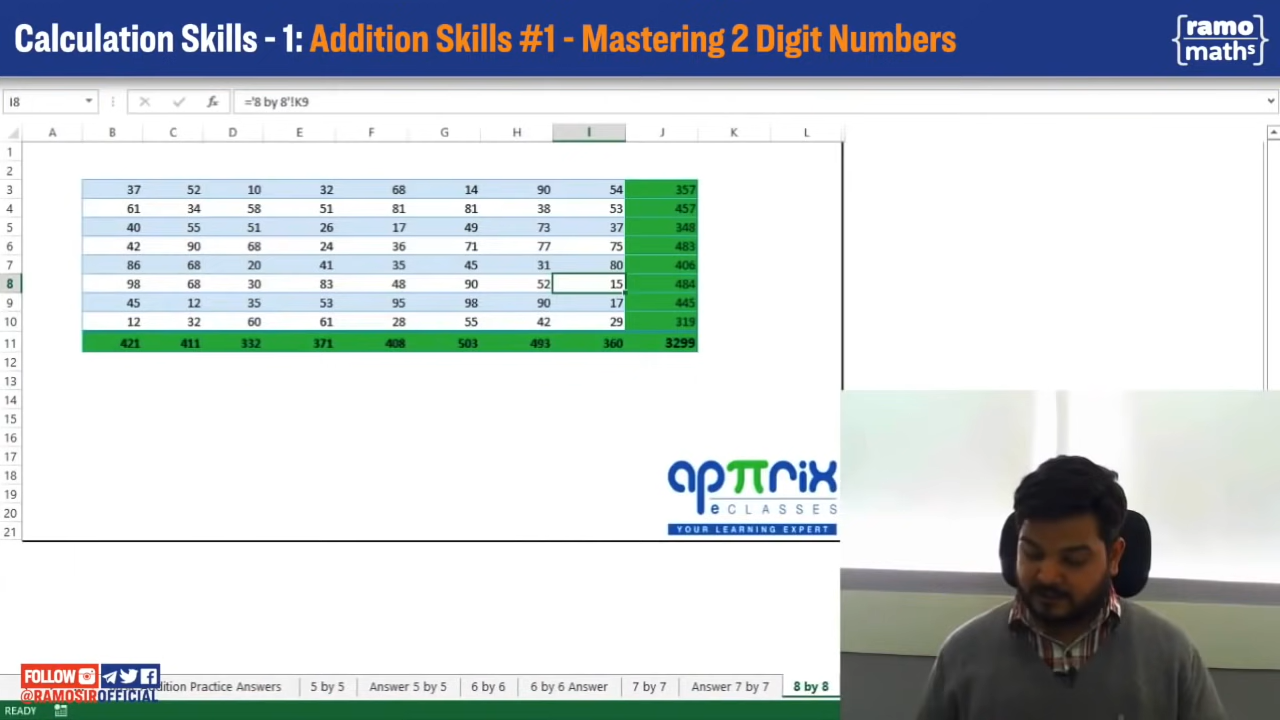 Calculation Skills - 1: Addition Skills #1 - Mastering 2 Digit Numbers
ramo
maths
I8 fx ='8 by 8'!K9
A B C D E F G H I J K L
1
2
3 37 52 10 32 68 14 90 54 357
4 61 34 58 51 81 81 38 53 457
5 40 55 51 26 17 49 73 37 348
6 42 90 68 24 36 71 77 75 483
7 86 68 20 41 35 45 31 80 406
8 98 68 30 83 48 90 52 15 484
9 45 12 35 53 95 98 90 17 445
10 12 32 60 61 28 55 42 29 319
11 421 411 332 371 408 503 493 360 3299
12
13
14
15
16
17
18
19
20
21
apπrix
eCLASSES
YOUR LEARNING EXPERT
FOLLOW
@RAMOSIROFFICIAL
dition Practice Answers 5 by 5 Answer 5 by 5 6 by 6 6 by 6 Answer 7 by 7 Answer 7 by 7 8 by 8
READY